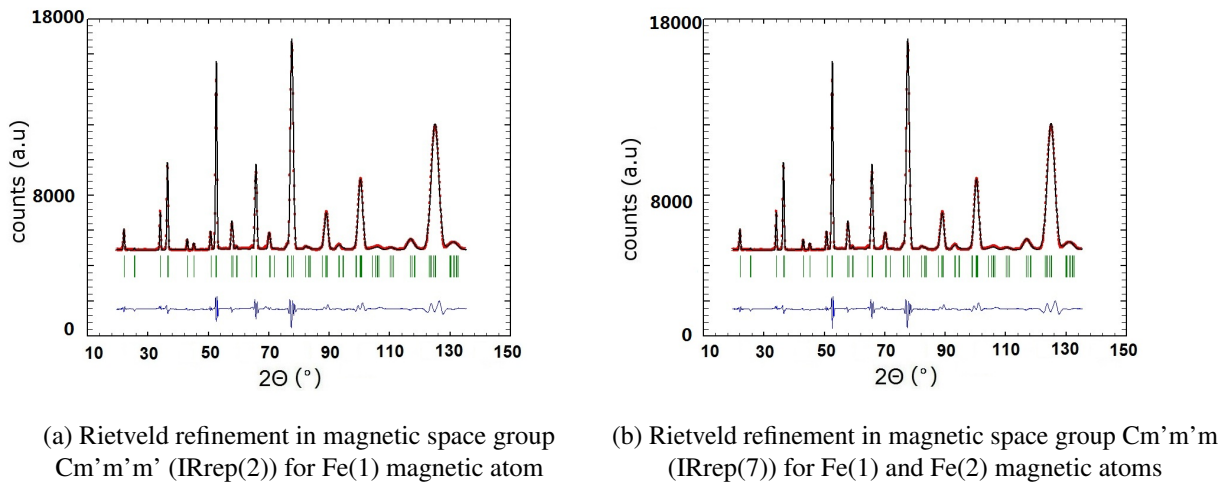 18000
8000
0
counts (a.u)
10 30 50 70 90 110 130 150
2Θ (°)
(a) Rietveld refinement in magnetic space group
Cm’m’m’ (IRrep(2)) for Fe(1) magnetic atom
18000
8000
0
counts (a.u)
10 30 50 70 90 110 130 150
2Θ (°)
(b) Rietveld refinement in magnetic space group Cm’m’m
(IRrep(7)) for Fe(1) and Fe(2) magnetic atoms